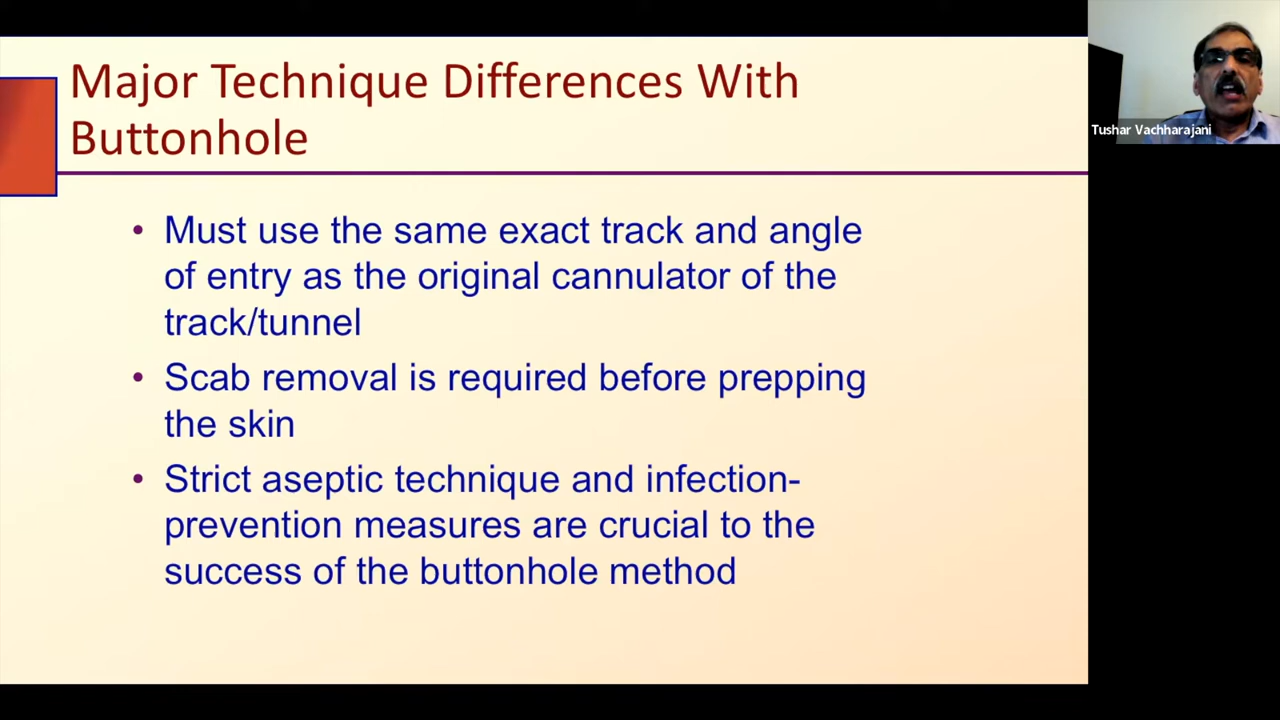 Major Technique Differences With
Buttonhole
• Must use the same exact track and angle
of entry as the original cannulator of the
track/tunnel
• Scab removal is required before prepping
the skin
• Strict aseptic technique and infection-
prevention measures are crucial to the
success of the buttonhole method
Tushar Vachharajani